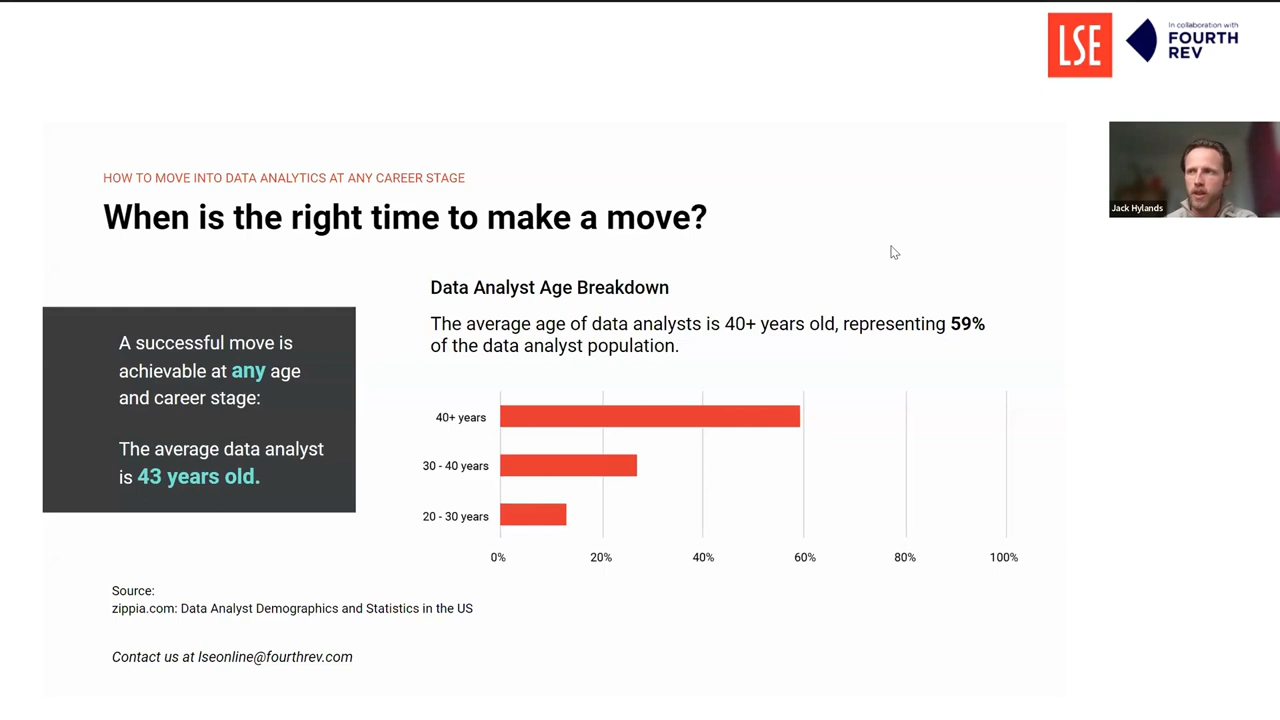 LSE
In collaboration with
FOURTH
REV
HOW TO MOVE INTO DATA ANALYTICS AT ANY CAREER STAGE
When is the right time to make a move?
Jack Hylands
A successful move is
achievable at any age
and career stage:
The average data analyst
is 43 years old.
Data Analyst Age Breakdown
The average age of data analysts is 40+ years old, representing 59%
of the data analyst population.
40+ years
30 - 40 years
20 - 30 years
0% 20% 40% 60% 80% 100%
Source:
zippia.com: Data Analyst Demographics and Statistics in the US
Contact us at lseonline@fourthrev.com